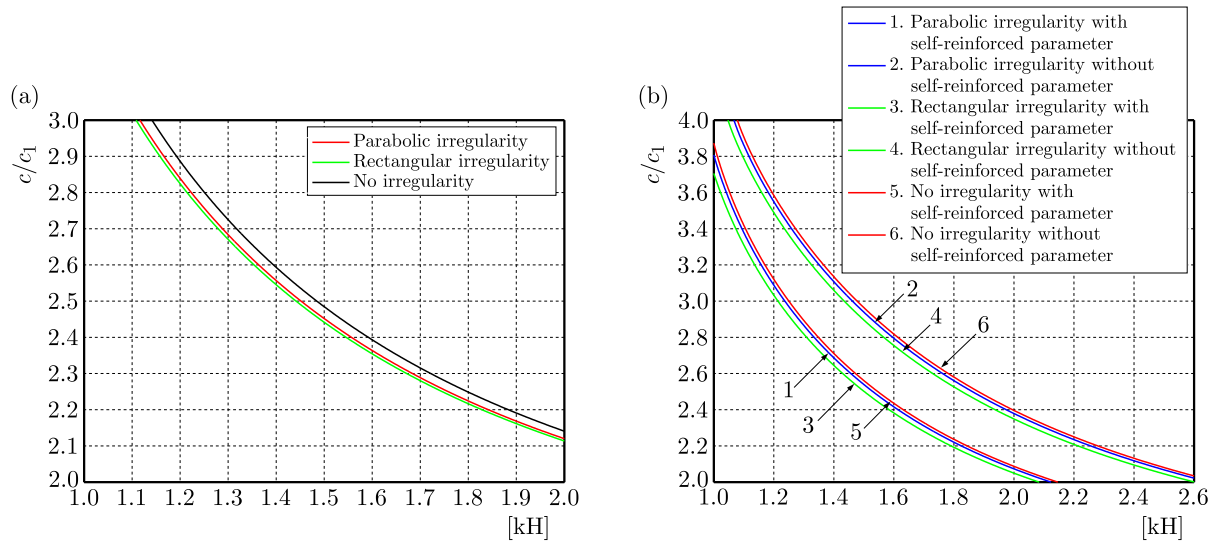 (a)
c/c1
3.0
2.9
2.8
2.7
2.6
2.5
2.4
2.3
2.2
2.1
2.0
1.0 1.1 1.2 1.3 1.4 1.5 1.6 1.7 1.8 1.9 2.0
[kH]
Parabolic irregularity
Rectangular irregularity
No irregularity
(b)
c/c1
4.0
3.8
3.6
3.4
3.2
3.0
2.8
2.6
2.4
2.2
2.0
1.0 1.2 1.4 1.6 1.8 2.0 2.2 2.4 2.6
[kH]
1. Parabolic irregularity with
self-reinforced parameter
2. Parabolic irregularity without
self-reinforced parameter
3. Rectangular irregularity with
self-reinforced parameter
4. Rectangular irregularity without
self-reinforced parameter
5. No irregularity with
self-reinforced parameter
6. No irregularity without
self-reinforced parameter
2
4
6
1
3
5